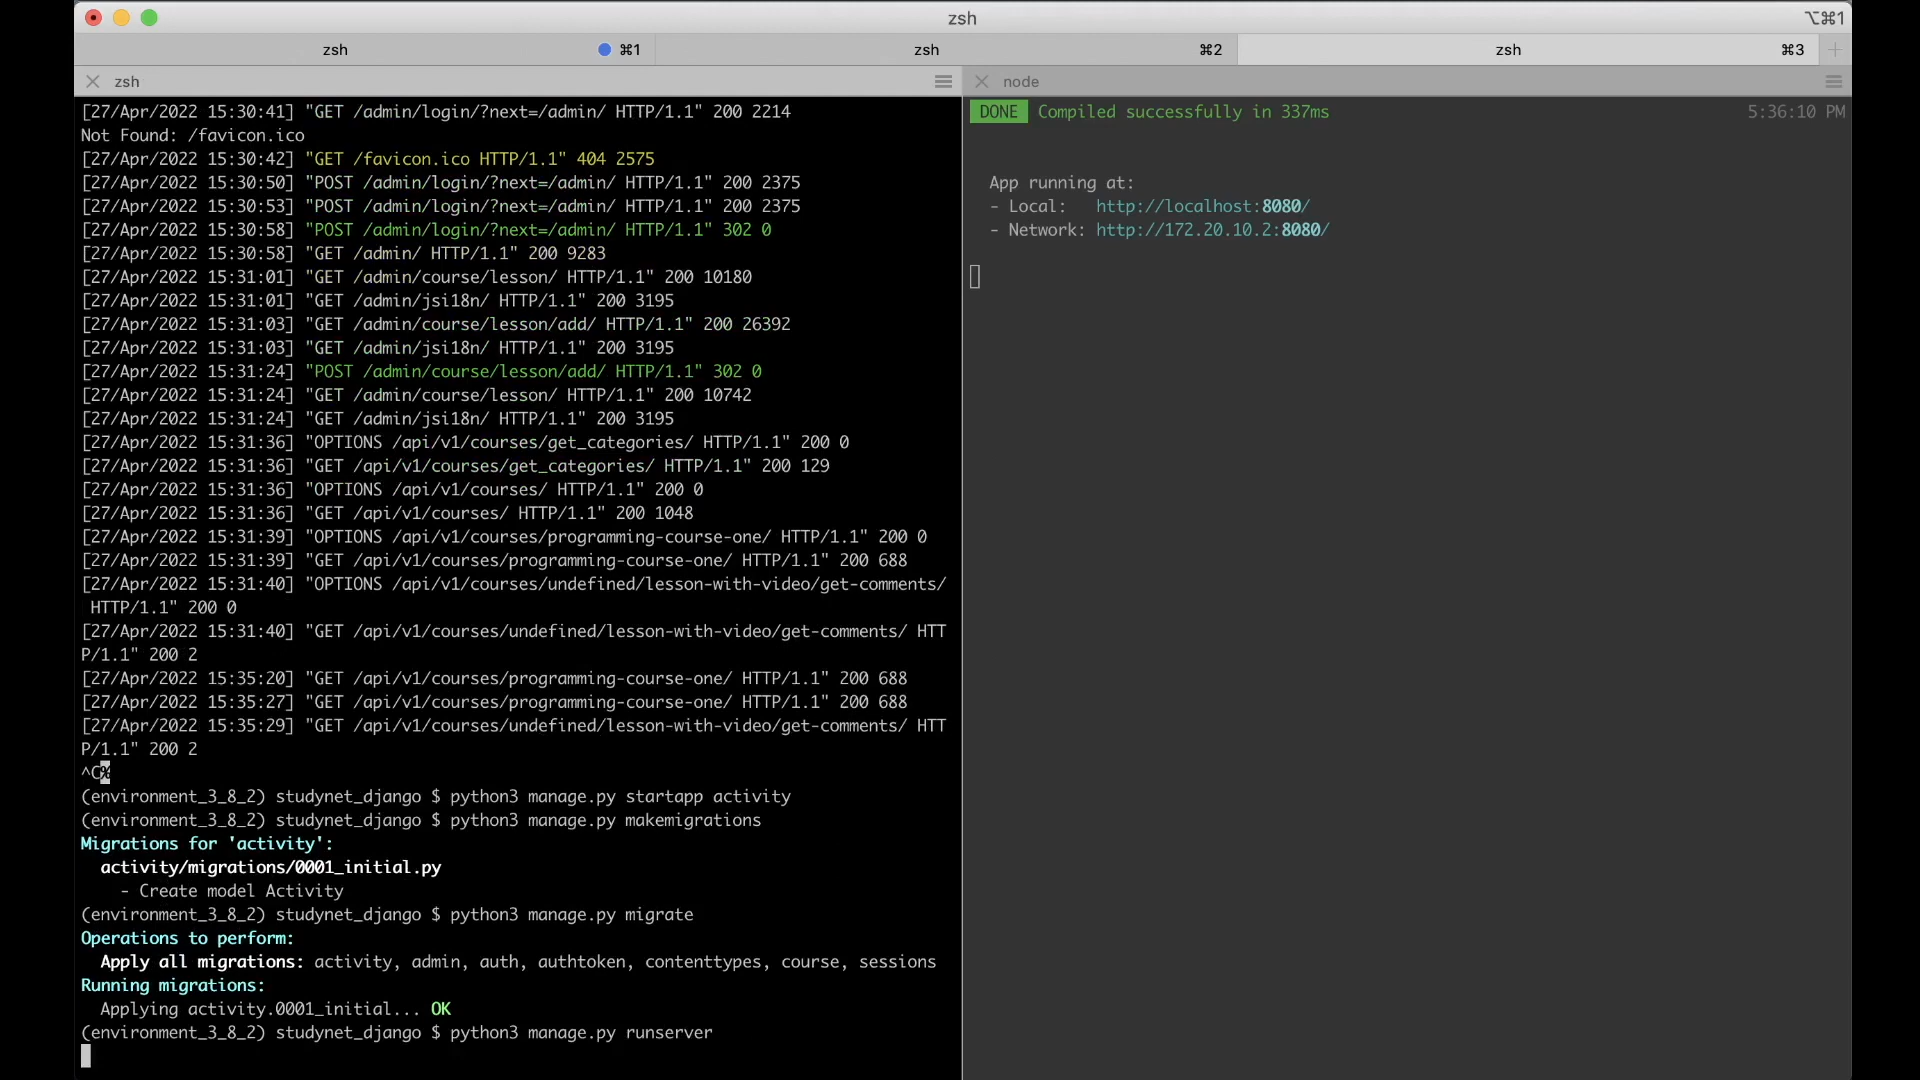 zsh
⌥⌘1
zsh
⌘1
zsh
⌘2
zsh
⌘3
zsh
[27/Apr/2022 15:30:41] "GET /admin/login/?next=/admin/ HTTP/1.1" 200 2214
Not Found: /favicon.ico
[27/Apr/2022 15:30:42] "GET /favicon.ico HTTP/1.1" 404 2575
[27/Apr/2022 15:30:50] "POST /admin/login/?next=/admin/ HTTP/1.1" 200 2375
[27/Apr/2022 15:30:53] "POST /admin/login/?next=/admin/ HTTP/1.1" 200 2375
[27/Apr/2022 15:30:58] "POST /admin/login/?next=/admin/ HTTP/1.1" 302 0
[27/Apr/2022 15:30:58] "GET /admin/ HTTP/1.1" 200 9283
[27/Apr/2022 15:31:01] "GET /admin/course/lesson/ HTTP/1.1" 200 10180
[27/Apr/2022 15:31:01] "GET /admin/jsi18n/ HTTP/1.1" 200 3195
[27/Apr/2022 15:31:03] "GET /admin/course/lesson/add/ HTTP/1.1" 200 26392
[27/Apr/2022 15:31:03] "GET /admin/jsi18n/ HTTP/1.1" 200 3195
[27/Apr/2022 15:31:24] "POST /admin/course/lesson/add/ HTTP/1.1" 302 0
[27/Apr/2022 15:31:24] "GET /admin/course/lesson/ HTTP/1.1" 200 10742
[27/Apr/2022 15:31:24] "GET /admin/jsi18n/ HTTP/1.1" 200 3195
[27/Apr/2022 15:31:36] "OPTIONS /api/v1/courses/get_categories/ HTTP/1.1" 200 0
[27/Apr/2022 15:31:36] "GET /api/v1/courses/get_categories/ HTTP/1.1" 200 129
[27/Apr/2022 15:31:36] "OPTIONS /api/v1/courses/ HTTP/1.1" 200 0
[27/Apr/2022 15:31:36] "GET /api/v1/courses/ HTTP/1.1" 200 1048
[27/Apr/2022 15:31:39] "OPTIONS /api/v1/courses/programming-course-one/ HTTP/1.1" 200 0
[27/Apr/2022 15:31:39] "GET /api/v1/courses/programming-course-one/ HTTP/1.1" 200 688
[27/Apr/2022 15:31:40] "OPTIONS /api/v1/courses/undefined/lesson-with-video/get-comments/
HTTP/1.1" 200 0
[27/Apr/2022 15:31:40] "GET /api/v1/courses/undefined/lesson-with-video/get-comments/ HTT
P/1.1" 200 2
[27/Apr/2022 15:35:20] "GET /api/v1/courses/programming-course-one/ HTTP/1.1" 200 688
[27/Apr/2022 15:35:27] "GET /api/v1/courses/programming-course-one/ HTTP/1.1" 200 688
[27/Apr/2022 15:35:29] "GET /api/v1/courses/undefined/lesson-with-video/get-comments/ HTT
P/1.1" 200 2
^C%
(environment_3_8_2) studynet_django $ python3 manage.py startapp activity
(environment_3_8_2) studynet_django $ python3 manage.py makemigrations
Migrations for 'activity':
activity/migrations/0001_initial.py
- Create model Activity
(environment_3_8_2) studynet_django $ python3 manage.py migrate
Operations to perform:
Apply all migrations: activity, admin, auth, authtoken, contenttypes, course, sessions
Running migrations:
Applying activity.0001_initial... OK
(environment_3_8_2) studynet_django $ python3 manage.py runserver
node
DONE Compiled successfully in 337ms 5:36:10 PM
App running at:
- Local: http://localhost:8080/
- Network: http://172.20.10.2:8080/